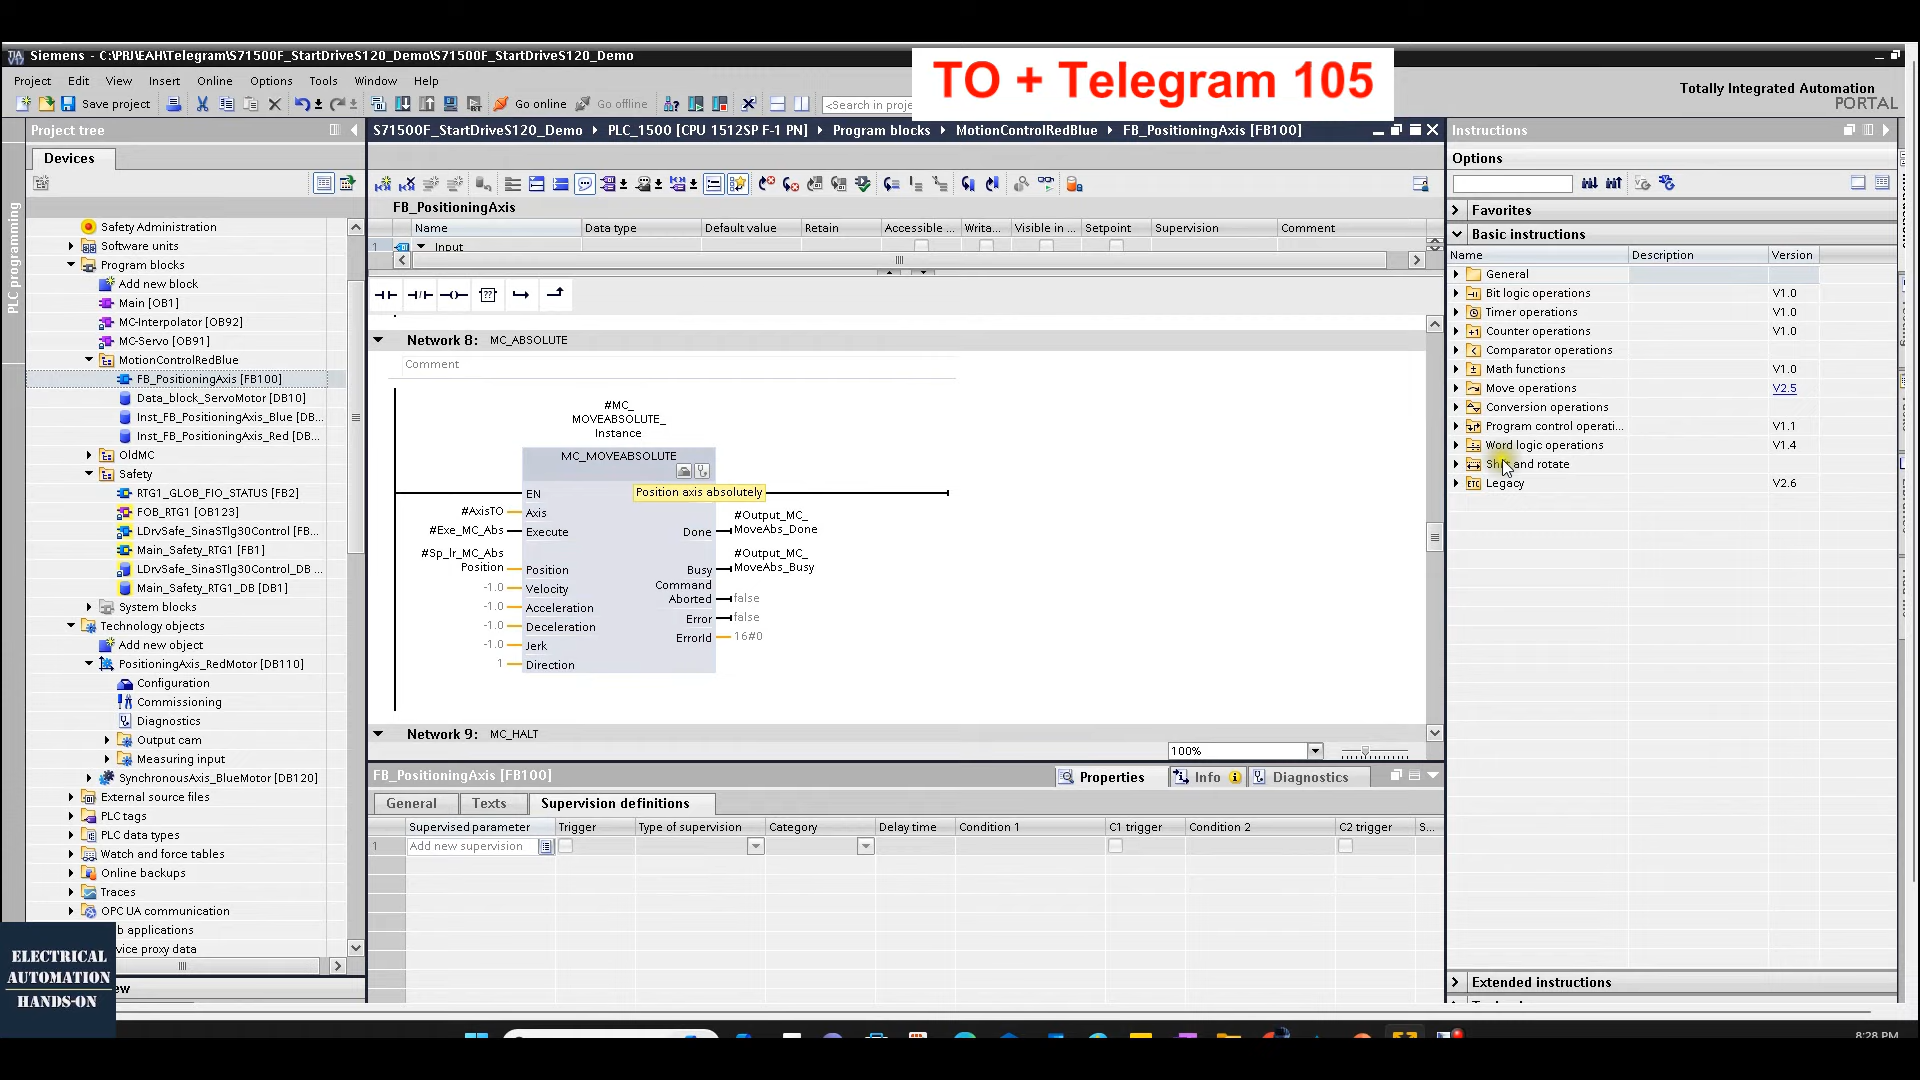 Siemens - C:\PRJ\EAH\Telegram\S71500F_StartDriveS120_Demo\S71500F_StartDriveS120_Demo
TO + Telegram 105
Project Edit View Insert Online Options Tools Window Help
Totally Integrated Automation
PORTAL
Save project
Go online
Go offline
<Search in proje
Project tree
S71500F_StartDriveS120_Demo PLC_1500 [CPU 1512SP F-1 PN] Program blocks MotionControlRedBlue FB_PositioningAxis [FB100]
Instructions
Devices
Options
PLC programming
FB_PositioningAxis
Name Data type Default value Retain Accessible ... Writa... Visible in ... Setpoint Supervision Comment
1 Input
Safety Administration
Software units
Program blocks
Add new block
Main [OB1]
MC-Interpolator [OB92]
MC-Servo [OB91]
MotionControlRedBlue
FB_PositioningAxis [FB100]
Data_block_ServoMotor [DB10]
Inst_FB_PositioningAxis_Blue [DB...
Inst_FB_PositioningAxis_Red [DB...
OldMC
Safety
RTG1_GLOB_FIO_STATUS [FB2]
FOB_RTG1 [OB123]
LDrvSafe_SinaSTlg30Control [FB...
Main_Safety_RTG1 [FB1]
LDrvSafe_SinaSTlg30Control_DB ...
Main_Safety_RTG1_DB [DB1]
System blocks
Technology objects
Add new object
PositioningAxis_RedMotor [DB110]
Configuration
Commissioning
Diagnostics
Output cam
Measuring input
SynchronousAxis_BlueMotor [DB120]
External source files
PLC tags
PLC data types
Watch and force tables
Online backups
Traces
OPC UA communication
b applications
vice proxy data
ew
ELECTRICAL
AUTOMATION
HANDS-ON
Network 8: MC_ABSOLUTE
Comment
#MC_
MOVEABSOLUTE_
Instance
MC_MOVEABSOLUTE
EN
Position axis absolutely
#AxisTO Axis
#Exe_MC_Abs Execute
#Sp_lr_MC_Abs
Position Position
-1.0 Velocity
-1.0 Acceleration
-1.0 Deceleration
-1.0 Jerk
1 Direction
Done
#Output_MC_
MoveAbs_Done
Busy
#Output_MC_
MoveAbs_Busy
Command
Aborted false
Error false
ErrorId 16#0
Network 9: MC_HALT
100%
FB_PositioningAxis [FB100]
Properties Info Diagnostics
General Texts Supervision definitions
Supervised parameter Trigger Type of supervision Category Delay time Condition 1 C1 trigger Condition 2 C2 trigger S...
1 Add new supervision
Favorites
Basic instructions
Name Description Version
General
Bit logic operations V1.0
Timer operations V1.0
Counter operations V1.0
Comparator operations
Math functions V1.0
Move operations V2.5
Conversion operations
Program control operati... V1.1
Word logic operations V1.4
Shift and rotate
Legacy V2.6
Extended instructions
8:28 PM